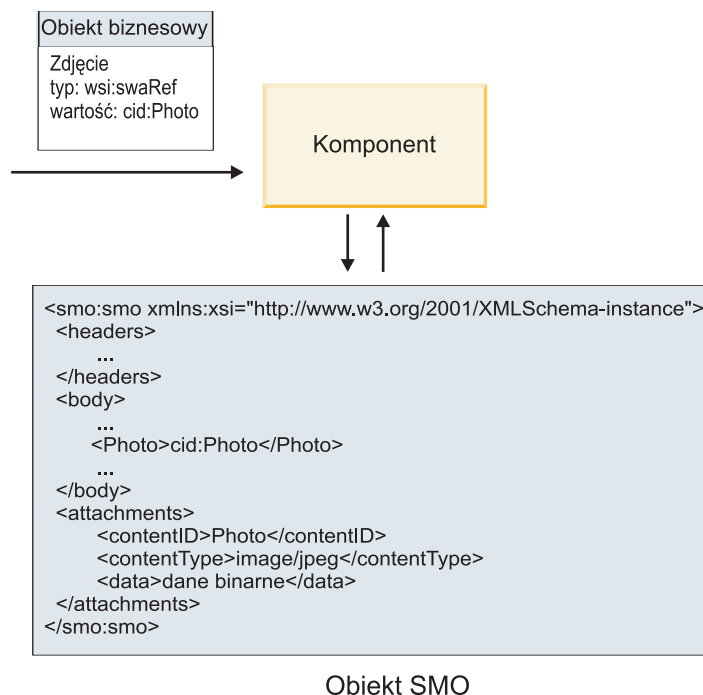 Obiekt biznesowy
Zdjęcie
typ: wsi:swaRef
wartość: cid:Photo
Komponent
<smo:smo xmlns:xsi="http://www.w3.org/2001/XMLSchema-instance">
<headers>
...
</headers>
<body>
...
<Photo>cid:Photo</Photo>
...
</body>
<attachments>
<contentID>Photo</contentID>
<contentType>image/jpeg</contentType>
<data>dane binarne</data>
</attachments>
</smo:smo>
Obiekt SMO